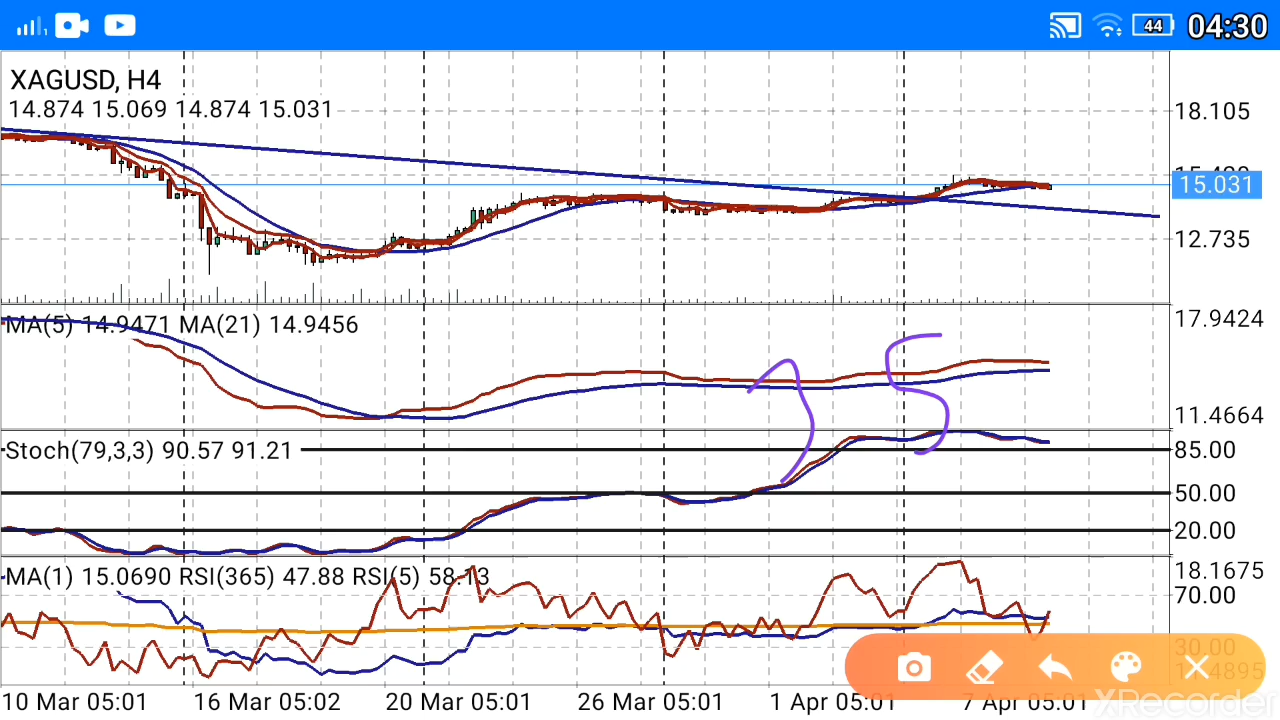 44 04:30
XAGUSD, H4
14.874 15.069 14.874 15.031
18.105
15.031
12.735
MA(5) 14.9471 MA(21) 14.9456
17.9424
11.4664
35
Stoch(79,3,3) 90.57 91.21
85.00
50.00
20.00
MA(1) 15.0690 RSI(365) 47.88 RSI(5) 58.13
18.1675
70.00
30.00
11.4895
10 Mar 05:01 16 Mar 05:02 20 Mar 05:01 26 Mar 05:01 1 Apr 05:01 7 Apr 05:01
XRecorder